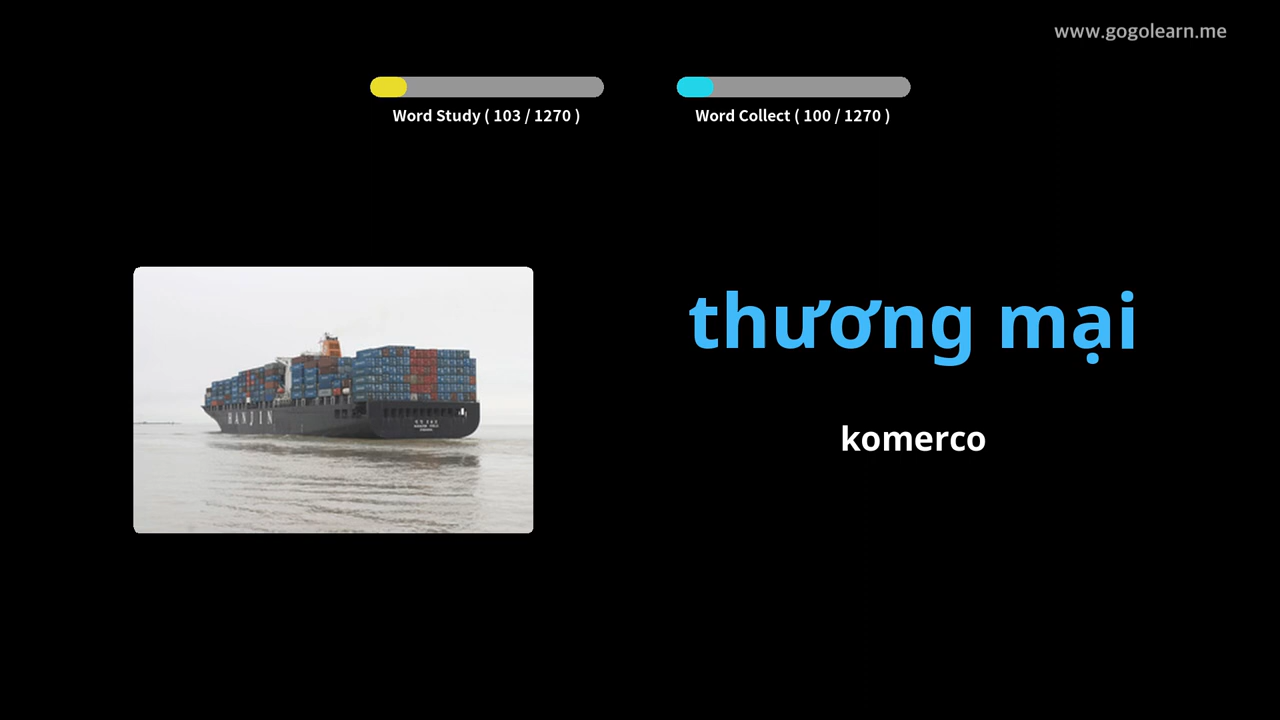 www.gogolearn.me
Word Study ( 103 / 1270 )
Word Collect ( 100 / 1270 )
thương mại
komerco
HANJIN